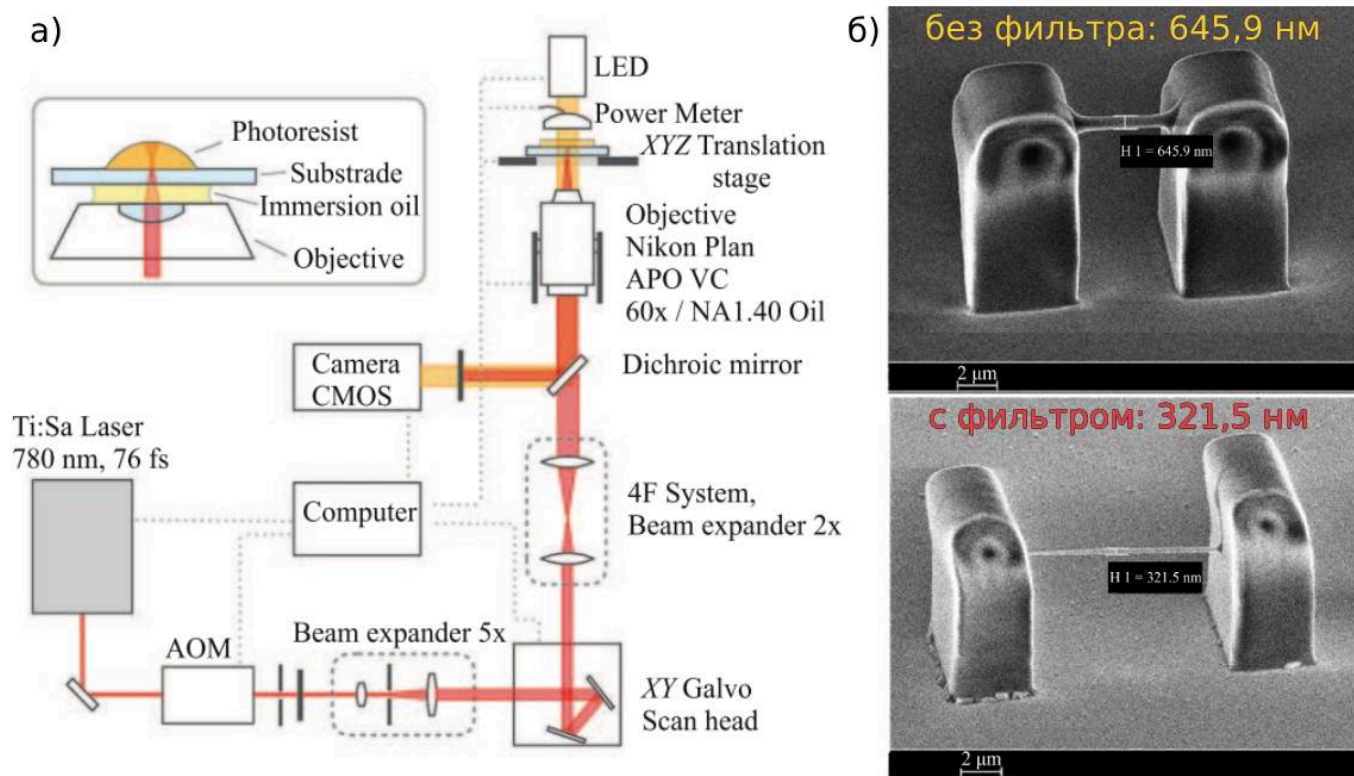 а)
LED
Power Meter
XYZ Translation
stage
Photoresist
Substrade
Immersion oil
Objective
Objective
Nikon Plan
APO VC
60x / NA1.40 Oil
Camera
CMOS
Dichroic mirror
Ti:Sa Laser
780 nm, 76 fs
Computer
4F System,
Beam expander 2x
AOM
Beam expander 5x
XY Galvo
Scan head
б)
без фильтра: 645,9 нм
H 1 = 645.9 nm
2 μm
с фильтром: 321,5 нм
H 1 = 321.5 nm
2 μm